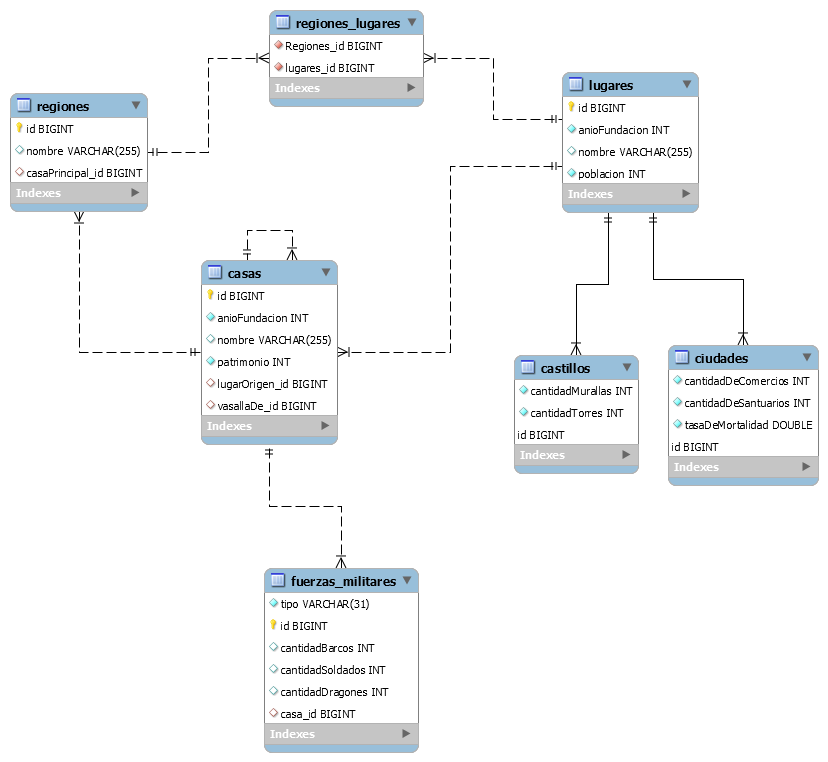 regiones_lugares
Regiones_id BIGINT
lugares_id BIGINT
Indexes
regiones
id BIGINT
nombre VARCHAR(255)
casaPrincipal_id BIGINT
Indexes
lugares
id BIGINT
anioFundacion INT
nombre VARCHAR(255)
poblacion INT
Indexes
casas
id BIGINT
anioFundacion INT
nombre VARCHAR(255)
patrimonio INT
lugarOrigen_id BIGINT
vasallaDe_id BIGINT
Indexes
castillos
cantidadMurallas INT
cantidadTorres INT
id BIGINT
Indexes
ciudades
cantidadDeComercios INT
cantidadDeSantuarios INT
tasaDeMortalidad DOUBLE
id BIGINT
Indexes
fuerzas_militares
tipo VARCHAR(31)
id BIGINT
cantidadBarcos INT
cantidadSoldados INT
cantidadDragones INT
casa_id BIGINT
Indexes